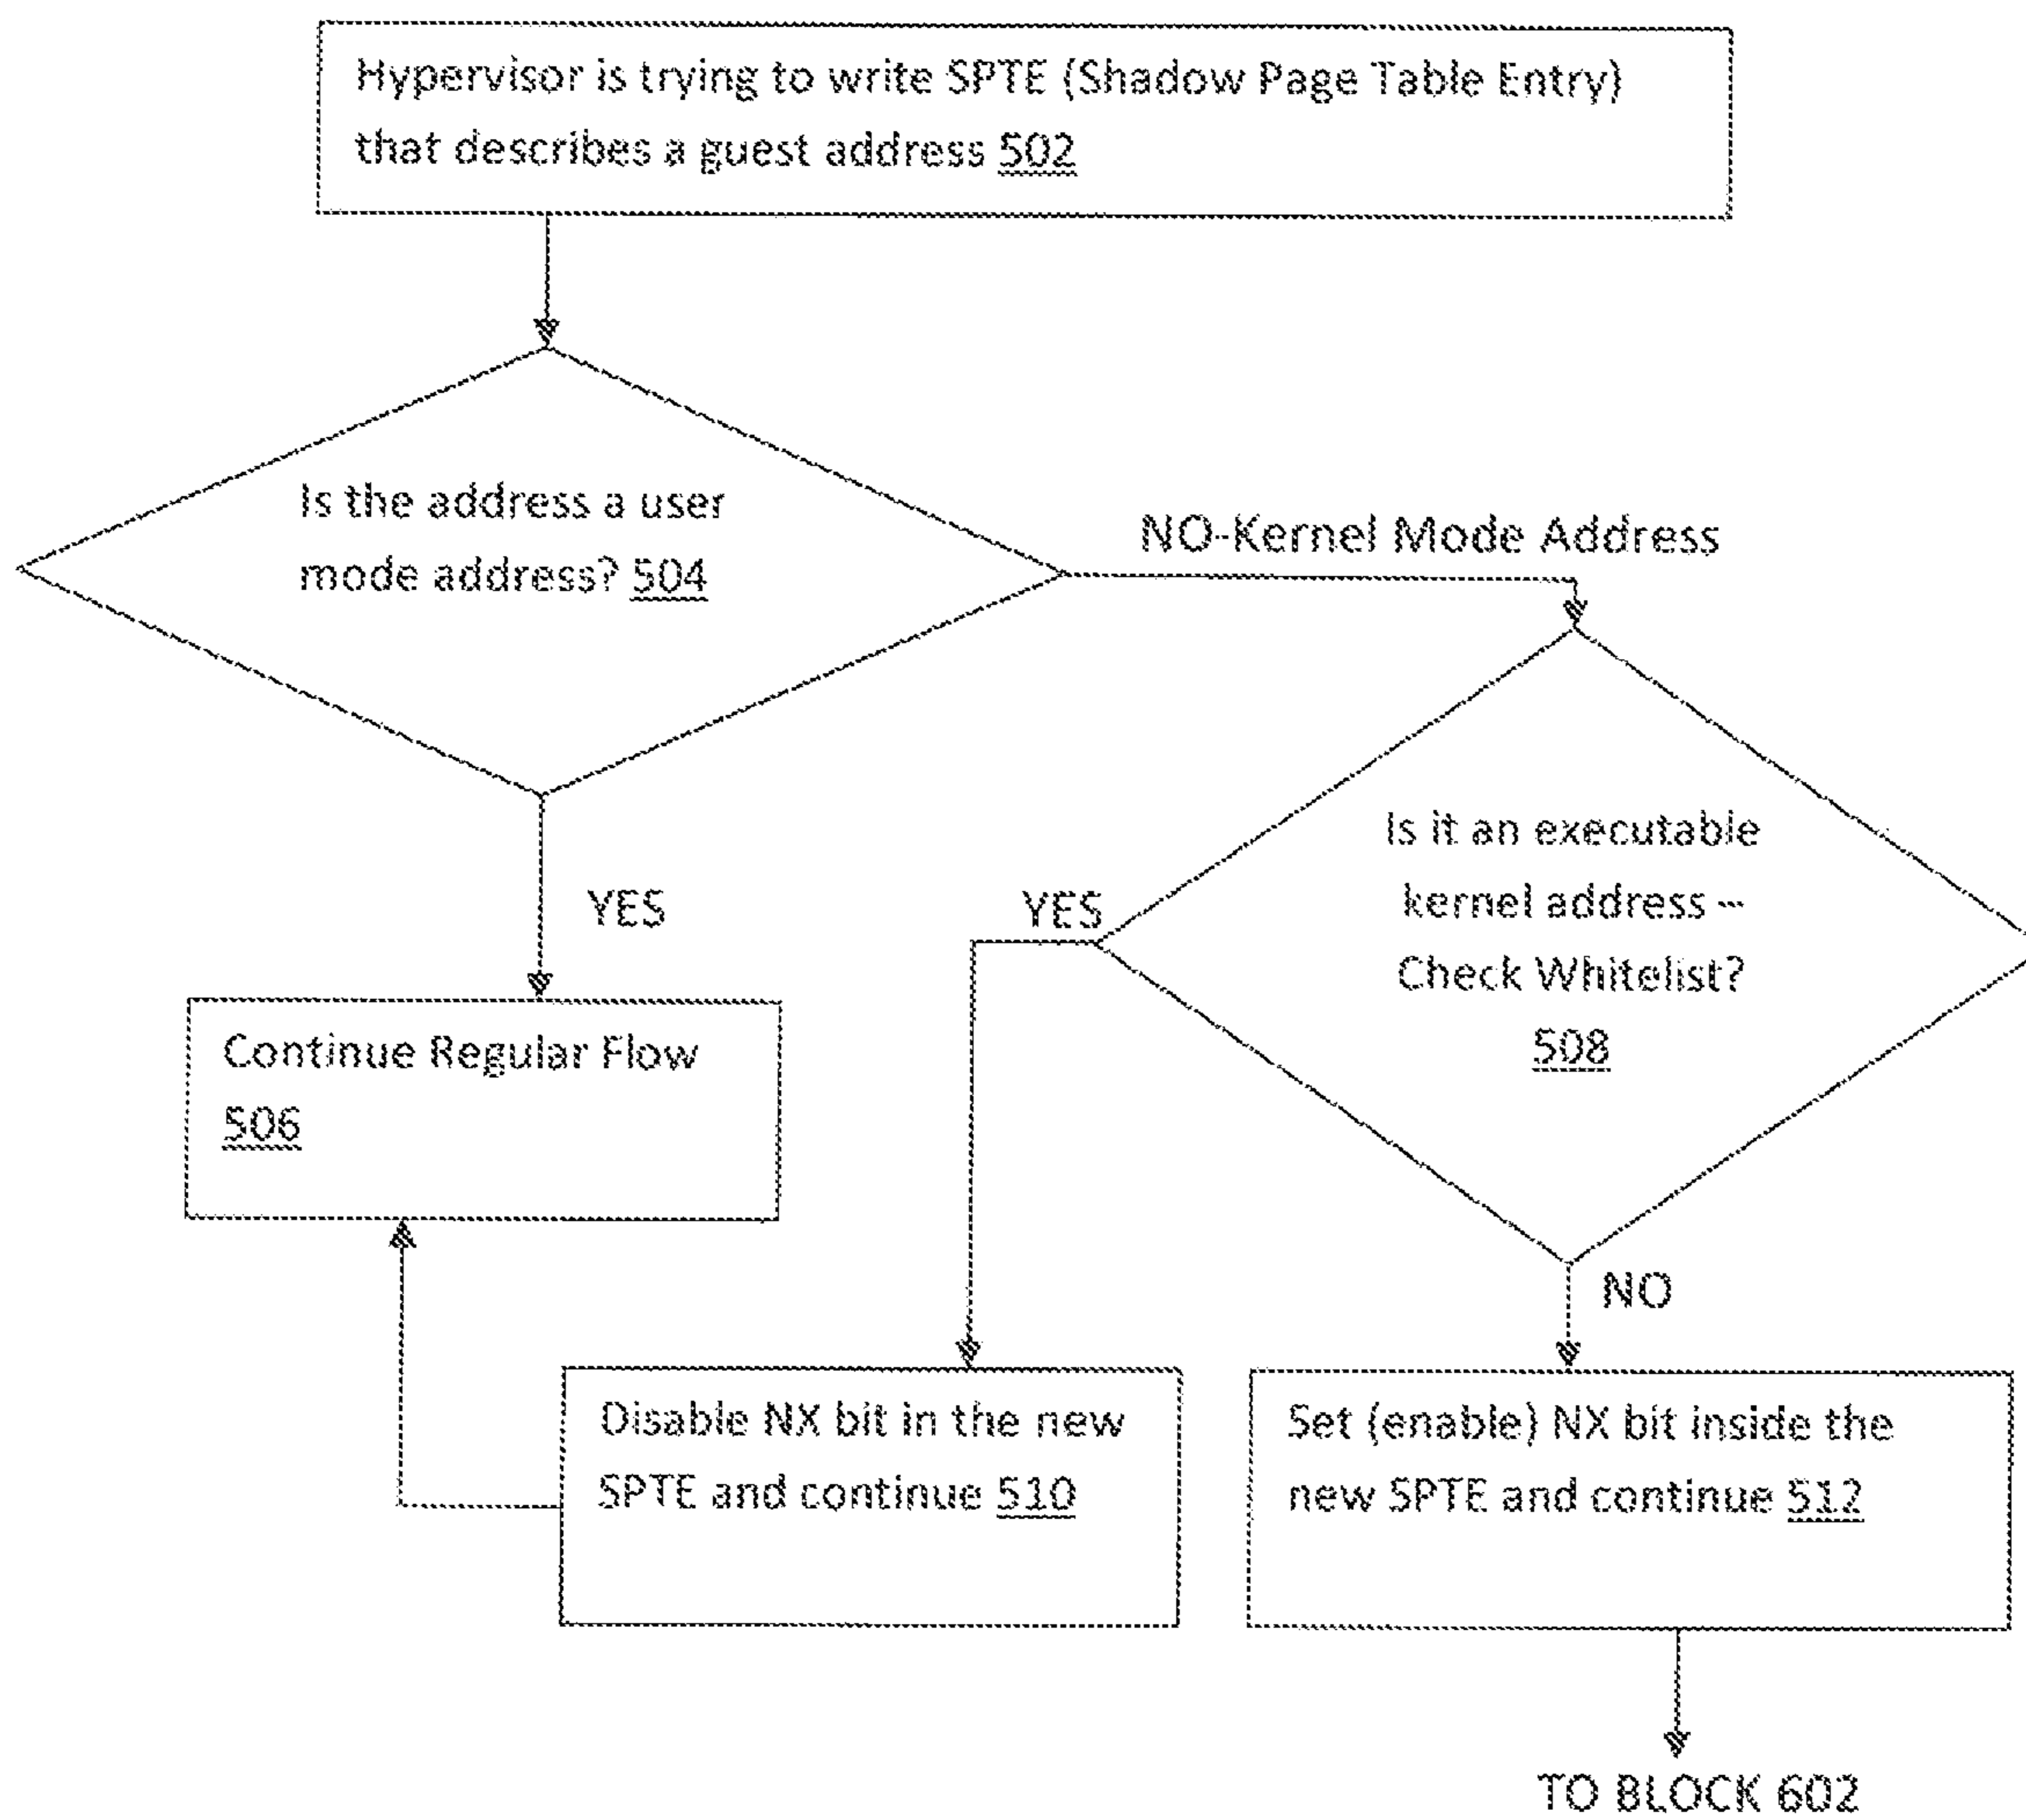 Hypervisor is trying to write SPTE (Shadow Page Table Entry)
that describes a guest address 502
Is the address a user
mode address? 504
NO-Kernel Mode Address
Is it an executable
kernel address --
Check Whitelist?
508
YES
YES
Continue Regular Flow
506
NO
Disable NX bit in the new
SPTE and continue 510
Set (enable) NX bit inside the
new SPTE and continue 512
TO BLOCK 602